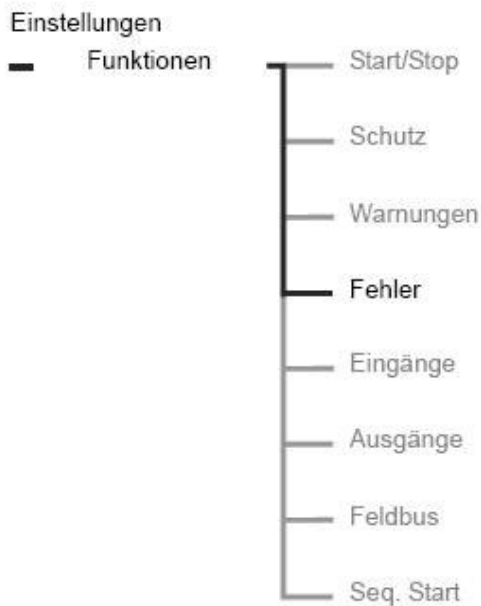 Einstellungen
Funktionen Start/Stop
Schutz
Warnungen
Fehler
Eingänge
Ausgänge
Feldbus
Seq. Start